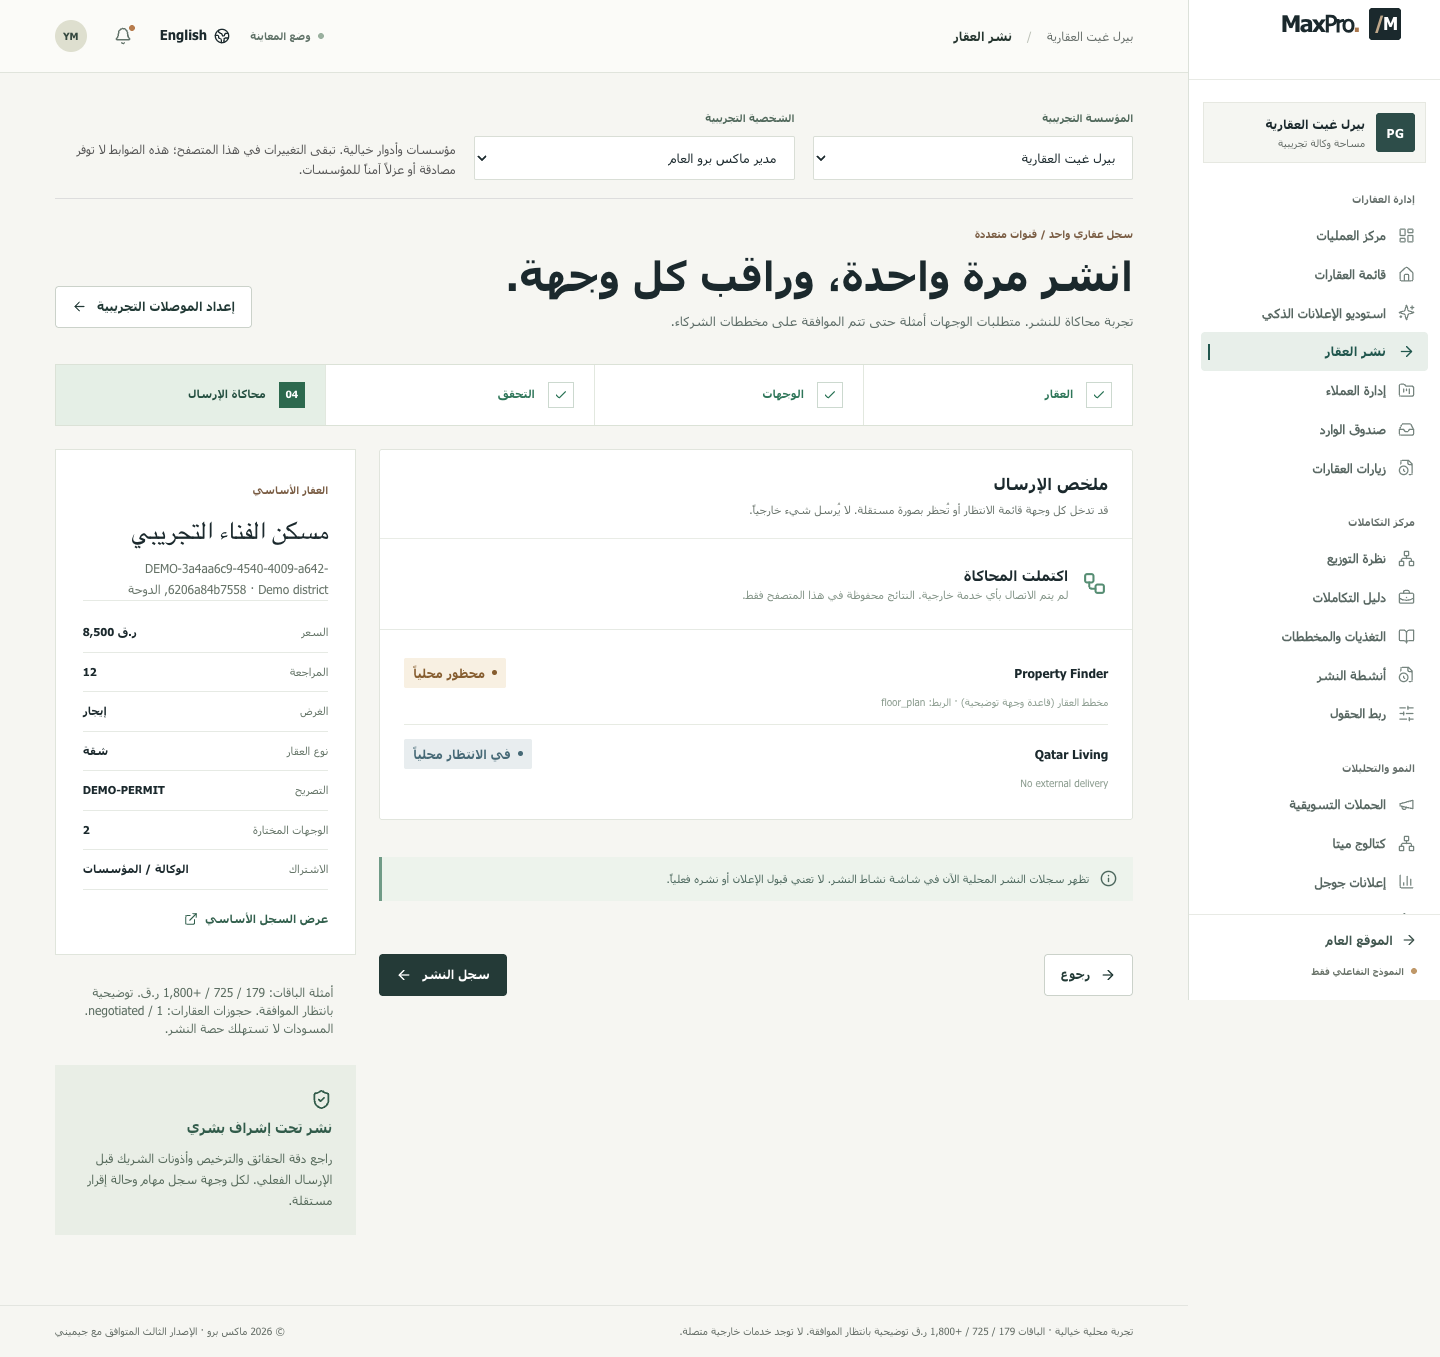 MaxPro.
/M
بيرل غيت العقارية
مساحة وكالة تجريبية
PG
إدارة العقارات
مركز العمليات
قائمة العقارات
استوديو الإعلانات الذكي
نشر العقار
إدارة العملاء
صندوق الوارد
زيارات العقارات
مركز التكاملات
نظرة التوزيع
دليل التكاملات
التغذيات والمخططات
أنشطة النشر
ربط الحقول
النمو والتحليلات
الحملات التسويقية
كتالوج ميتا
إعلانات جوجل
الموقع العام
النموذج التفاعلي فقط
بيرل غيت العقارية / نشر العقار
وضع المعاينة
English
YM
المؤسسة التجريبية
بيرل غيت العقارية
الشخصية التجريبية
مدير ماكس برو العام
مؤسسات وأدوار خيالية. تبقى التغييرات في هذا المتصفح؛ هذه الضوابط لا توفر
مصادقة أو عزلاً آمناً للمؤسسات.
سجل عقاري واحد / قنوات متعددة
انشر مرة واحدة، وراقب كل وجهة.
تجربة محاكاة للنشر. متطلبات الوجهات أمثلة حتى تتم الموافقة على مخططات الشركاء.
إعداد الموصلات التجريبية
العقار
الوجهات
التحقق
04 محاكاة الإرسال
ملخص الإرسال
قد تدخل كل وجهة قائمة الانتظار أو تُحظر بصورة مستقلة. لا يُرسل شيء خارجياً.
اكتملت المحاكاة
لم يتم الاتصال بأي خدمة خارجية. النتائج محفوظة في هذا المتصفح فقط.
Property Finder
محظور محلياً
مخطط العقار (قاعدة وجهة توضيحية) · الربط: floor_plan
Qatar Living
في الانتظار محلياً
No external delivery
تظهر سجلات النشر المحلية الآن في شاشة نشاط النشر. لا تعني قبول الإعلان أو نشره فعلياً.
رجوع
سجل النشر
العقار الأساسي
مسكن الفناء التجريبي
DEMO-3a4aa6c9-4540-4009-a642-
6206a84b7558 · Demo district, الدوحة
السعر
8,500 ر.ق
المراجعة
12
الغرض
إيجار
نوع العقار
شقة
التصريح
DEMO-PERMIT
الوجهات المختارة
2
الاشتراك
الوكالة / المؤسسات
عرض السجل الأساسي
أمثلة الباقات: 179 / 725 / +1,800 ر.ق. توضيحية
بانتظار الموافقة. حجوزات العقارات: 1 / negotiated.
المسودات لا تستهلك حصة النشر.
نشر تحت إشراف بشري
راجع دقة الحقائق والترخيص وأذونات الشريك قبل
الإرسال الفعلي. لكل وجهة سجل مهام وحالة إقرار
مستقلة.
تجربة محلية خيالية · الباقات 179 / 725 / +1,800 ر.ق توضيحية بانتظار الموافقة. لا توجد خدمات خارجية متصلة.
© 2026 ماكس برو · الإصدار الثالث المتوافق مع جيميني